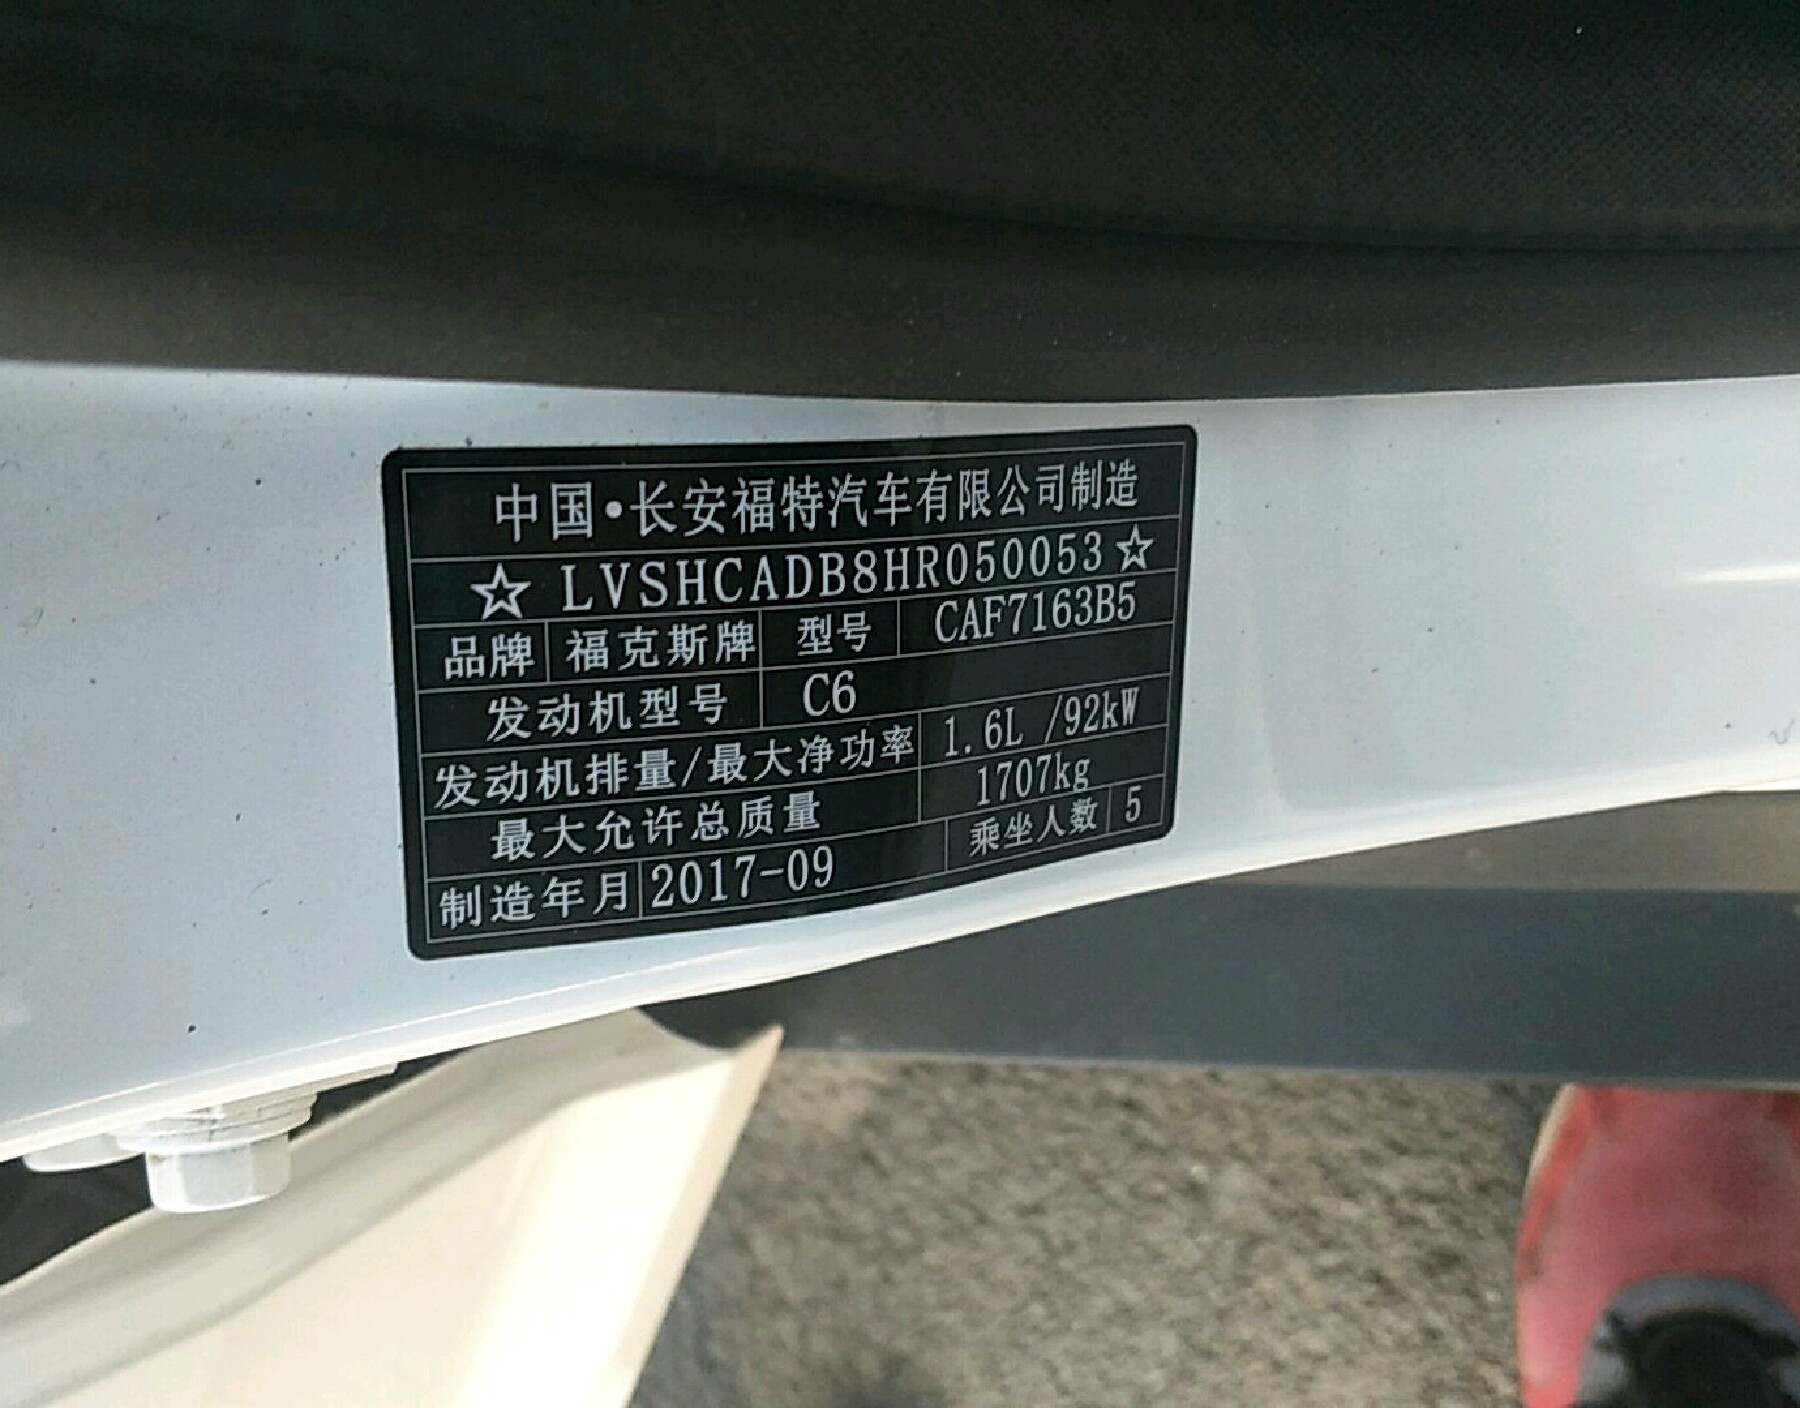 中国·长安福特汽车有限公司制造
☆ LVSHCADB8HR050053 ☆
品牌 福克斯牌 型号 CAF7163B5
发动机型号 C6
发动机排量/最大净功率 1.6L /92kW
最大允许总质量 1707kg
制造年月 2017-09 乘坐人数 5